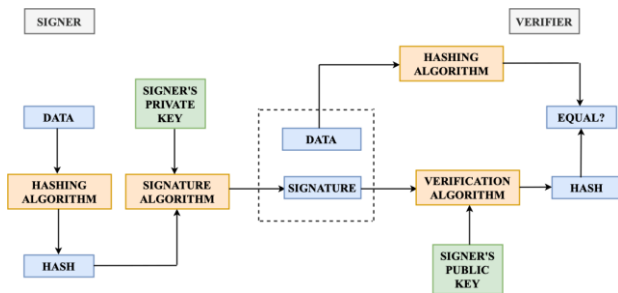 SIGNER
VERIFIER
HASHING
ALGORITHM
SIGNER'S
PRIVATE
KEY
DATA
EQUAL?
DATA
HASHING
ALGORITHM
SIGNATURE
ALGORITHM
SIGNATURE
VERIFICATION
ALGORITHM
HASH
HASH
SIGNER'S
PUBLIC
KEY